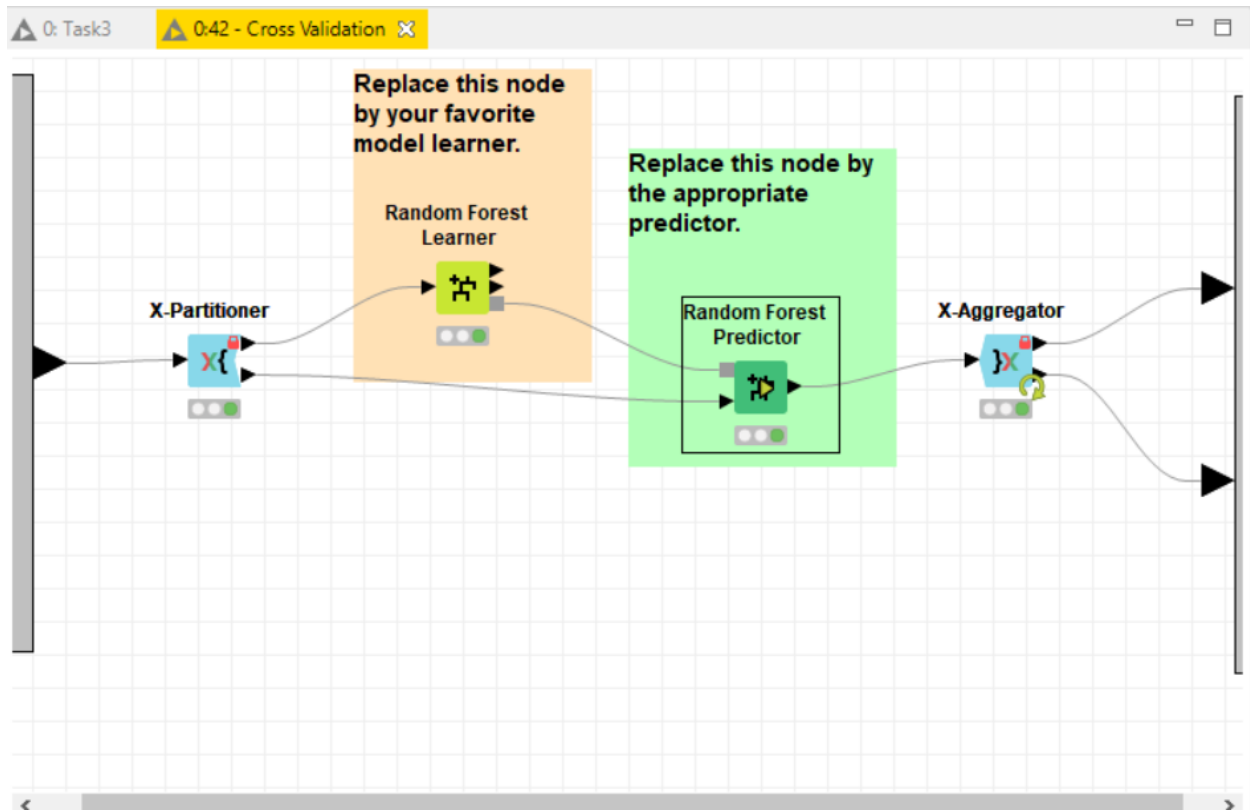 0: Task3
0:42 - Cross Validation
Replace this node
by your favorite
model learner.
Replace this node by
the appropriate
predictor.
Random Forest
Learner
X-Partitioner
Random Forest
Predictor
X-Aggregator